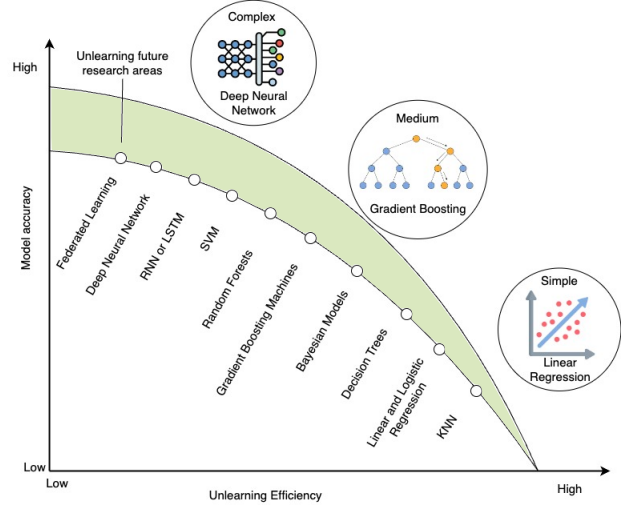 Complex
Deep Neural
Network
Unlearning future
research areas
High
Medium
Gradient Boosting
Simple
Linear
Regression
Model accuracy
Federated Learning
Deep Neural Network
RNN or LSTM
SVM
Random Forests
Gradient Boosting Machines
Bayesian Models
Decision Trees
Linear and Logistic
Regression
KNN
Low
Low
Unlearning Efficiency
High